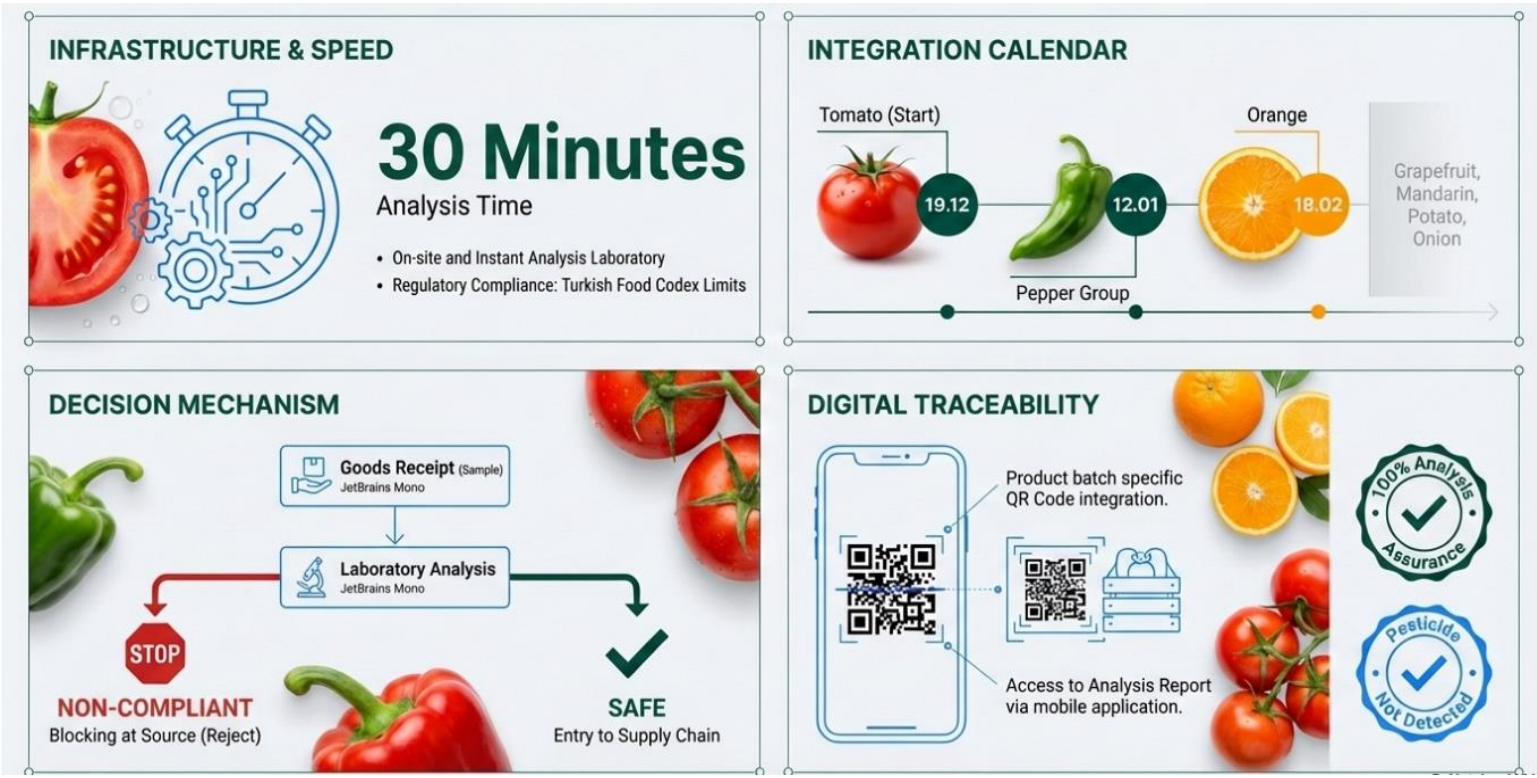 INFRASTRUCTURE & SPEED
30 Minutes
Analysis Time
• On-site and Instant Analysis Laboratory
• Regulatory Compliance: Turkish Food Codex Limits
INTEGRATION CALENDAR
Tomato (Start)
19.12
Pepper Group
12.01
Orange
18.02
Grapefruit,
Mandarin,
Potato,
Onion
DECISION MECHANISM
Goods Receipt (Sample)
JetBrains Mono
Laboratory Analysis
JetBrains Mono
STOP
NON-COMPLIANT
Blocking at Source (Reject)
SAFE
Entry to Supply Chain
DIGITAL TRACEABILITY
Product batch specific
QR Code integration.
Access to Analysis Report
via mobile application.
100% Analysis
Assurance
Pesticide
Not Detected